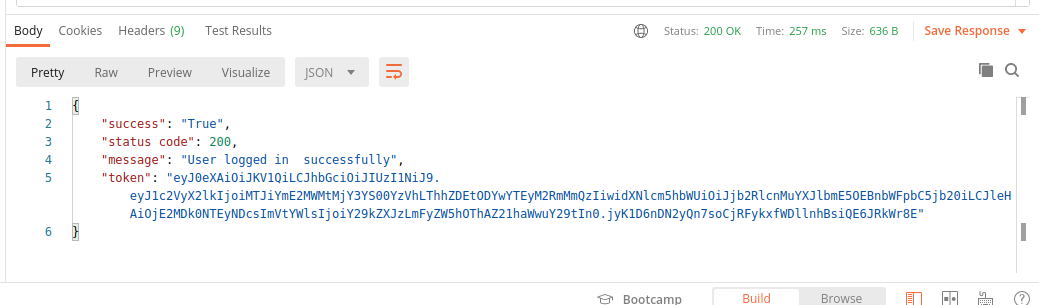 Body Cookies Headers (9) Test Results Status: 200 OK Time: 257 ms Size: 636 B Save Response
Pretty Raw Preview Visualize JSON
1 {
2 "success": "True",
3 "status code": 200,
4 "message": "User logged in  successfully",
5 "token": "eyJ0eXAiOiJKV1QiLCJhbGciOiJIUzI1NiJ9.
eyJ1c2VyX2lkIjoiMTJiYmE2MWMtMjY3YS00YzVhLThhZDEtODYwYTEyM2RmMmQzIiwidXNlcm5hbWUiOiJjb2RlcnMuYXJlbmE5OEBnbWFpbC5jb20iLCJleH
AiOjE2MDk0NTEyNDcsImVtYWlsIjoiY29kZXJzLmFyZW5hOThAZ21haWwuY29tIn0.jyK1D6nDN2yQn7soCjRFykxfWDllnhBsiQE6JRkWr8E"
6 }
Bootcamp Build Browse